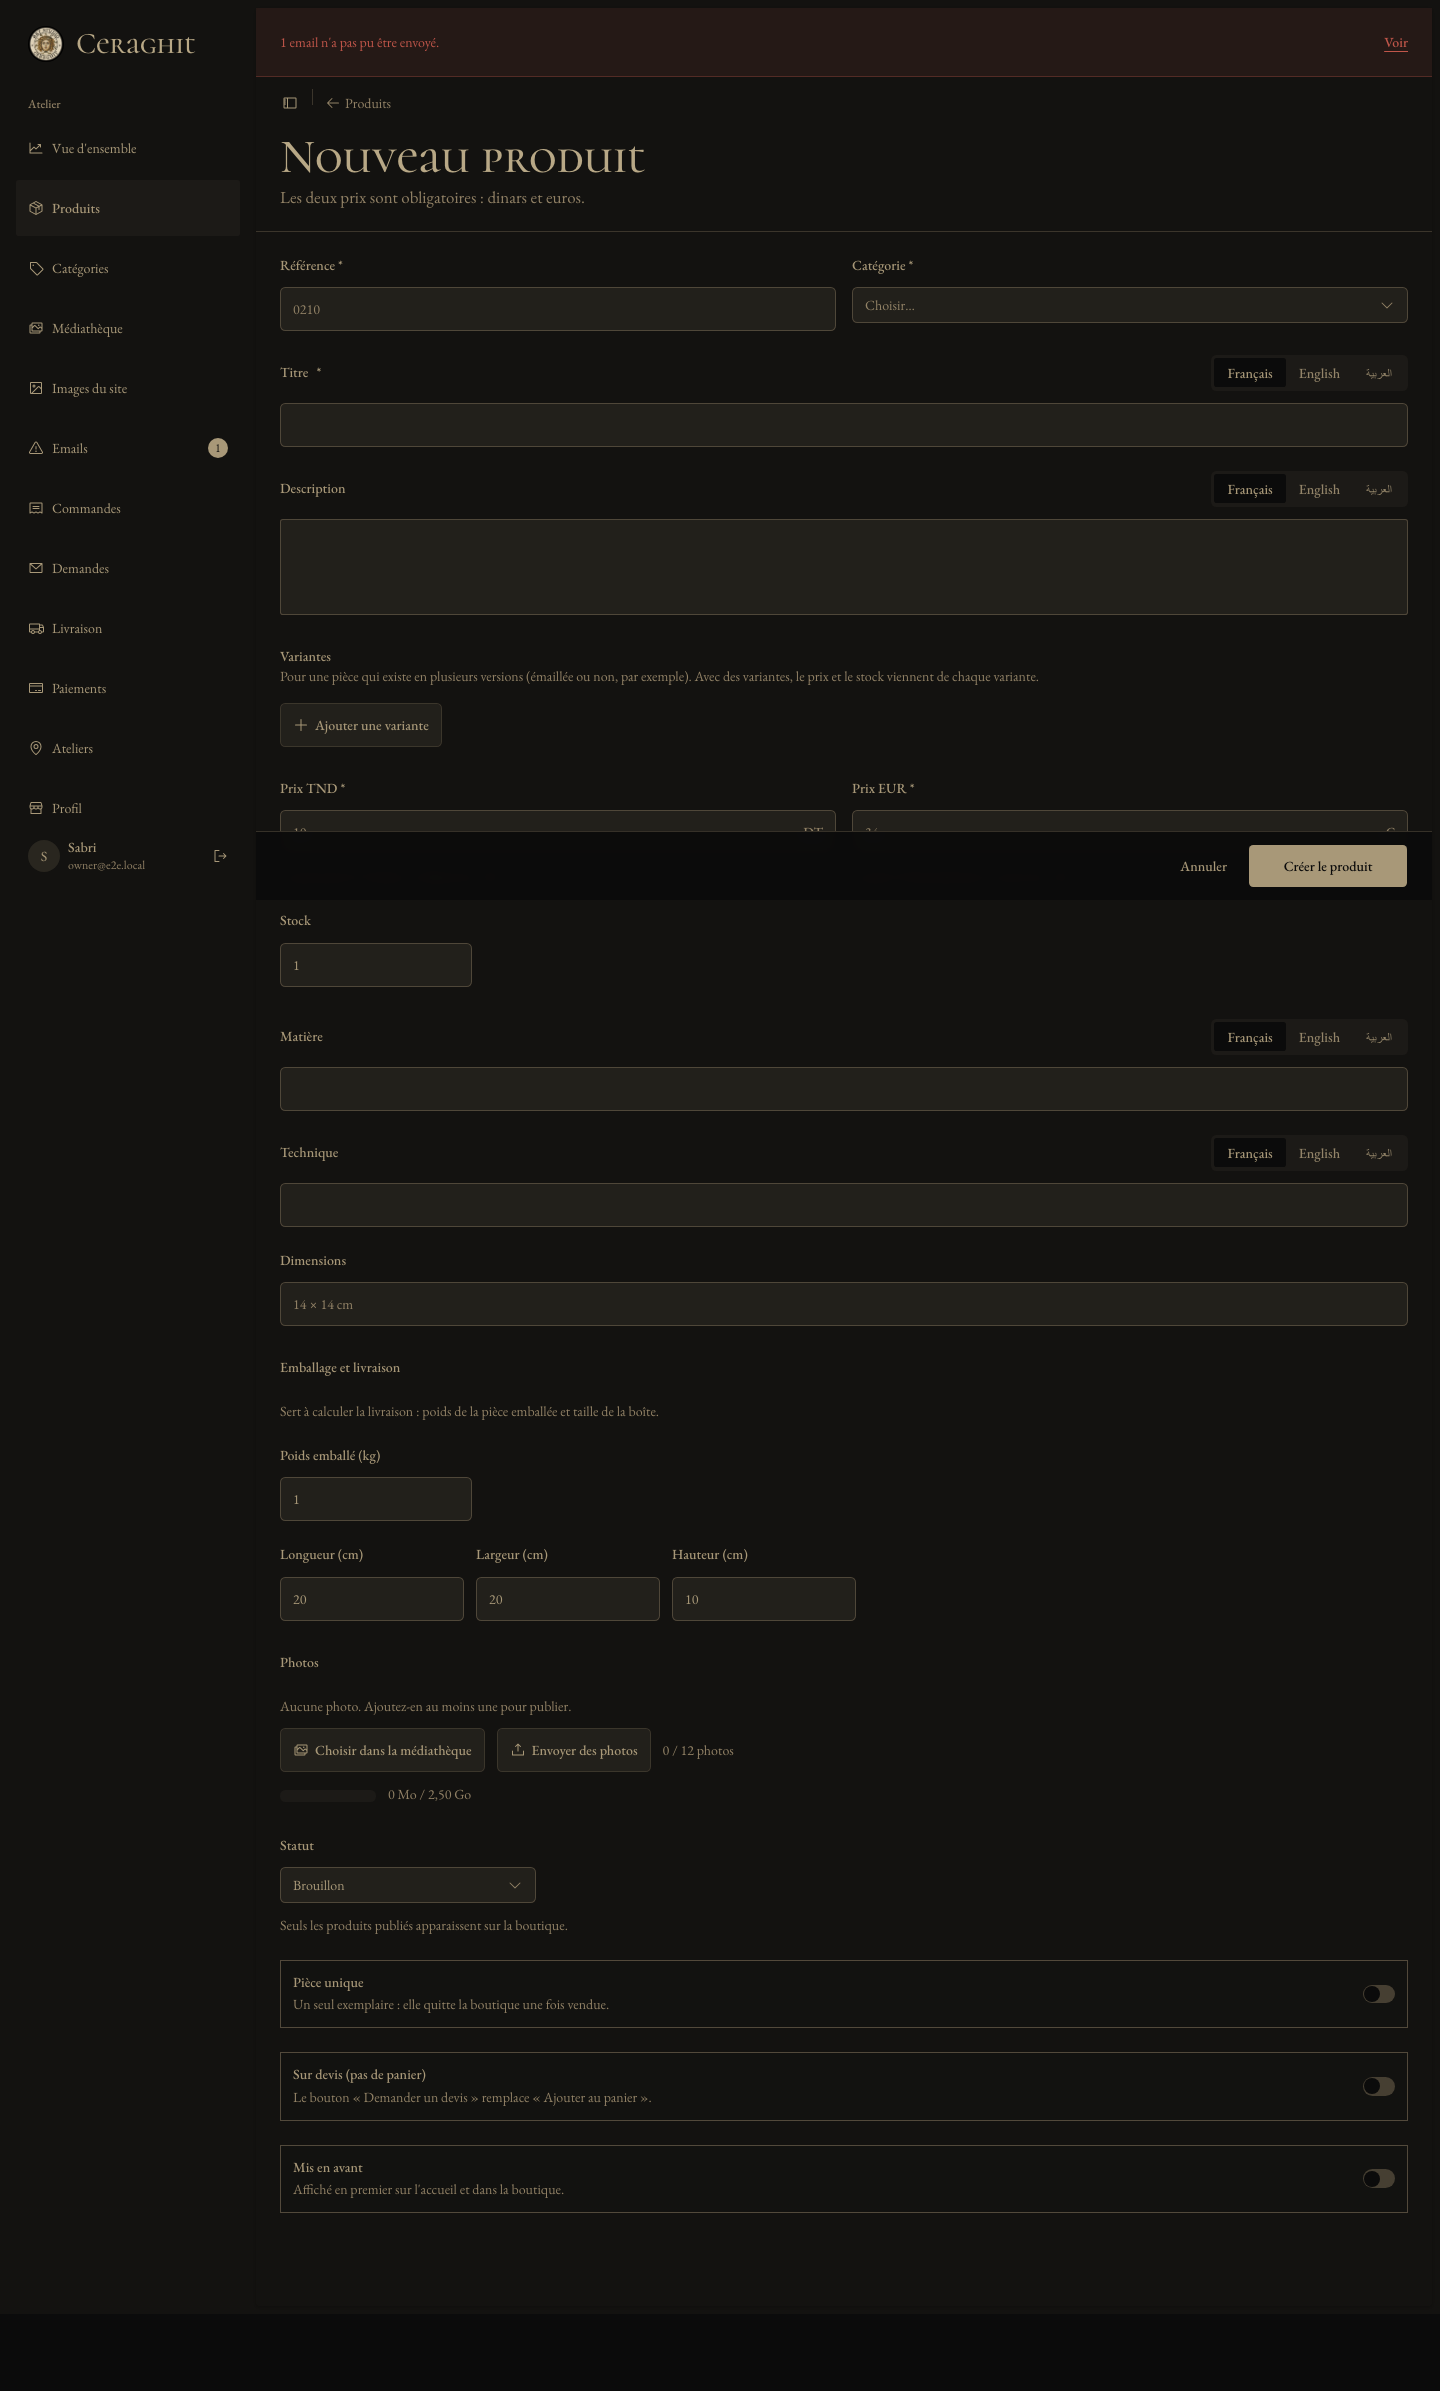 Ceraghit
Atelier
Vue d'ensemble
Produits
Catégories
Médiathèque
Images du site
Emails
1
Commandes
Demandes
Livraison
Paiements
Ateliers
Profil
S
Sabri
owner@e2e.local
1 email n'a pas pu être envoyé.
Voir
Produits
Nouveau produit
Les deux prix sont obligatoires : dinars et euros.
Référence *
Catégorie *
0210
Choisir...
Titre *
Français English العربية
Description
Français English العربية
Variantes
Pour une pièce qui existe en plusieurs versions (émaillée ou non, par exemple). Avec des variantes, le prix et le stock viennent de chaque variante.
Ajouter une variante
Prix TND *
Prix EUR *
Annuler
Créer le produit
Stock
1
Matière
Français English العربية
Technique
Français English العربية
Dimensions
14 × 14 cm
Emballage et livraison
Sert à calculer la livraison : poids de la pièce emballée et taille de la boîte.
Poids emballé (kg)
1
Longueur (cm)
Largeur (cm)
Hauteur (cm)
20
20
10
Photos
Aucune photo. Ajoutez-en au moins une pour publier.
Choisir dans la médiathèque
Envoyer des photos
0 / 12 photos
0 Mo / 2,50 Go
Statut
Brouillon
Seuls les produits publiés apparaissent sur la boutique.
Pièce unique
Un seul exemplaire : elle quitte la boutique une fois vendue.
Sur devis (pas de panier)
Le bouton « Demander un devis » remplace « Ajouter au panier ».
Mis en avant
Affiché en premier sur l'accueil et dans la boutique.